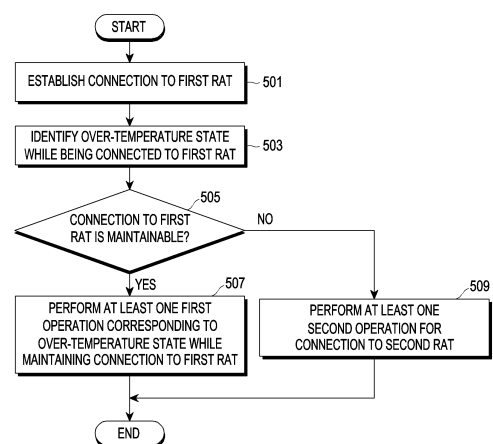 START
ESTABLISH CONNECTION TO FIRST RAT
501
IDENTIFY OVER-TEMPERATURE STATE
WHILE BEING CONNECTED TO FIRST RAT
503
505
CONNECTION TO FIRST
RAT IS MAINTAINABLE?
NO
YES
507
PERFORM AT LEAST ONE FIRST
OPERATION CORRESPONDING TO
OVER-TEMPERATURE STATE WHILE
MAINTAINING CONNECTION TO FIRST RAT
509
PERFORM AT LEAST ONE
SECOND OPERATION FOR
CONNECTION TO SECOND RAT
END